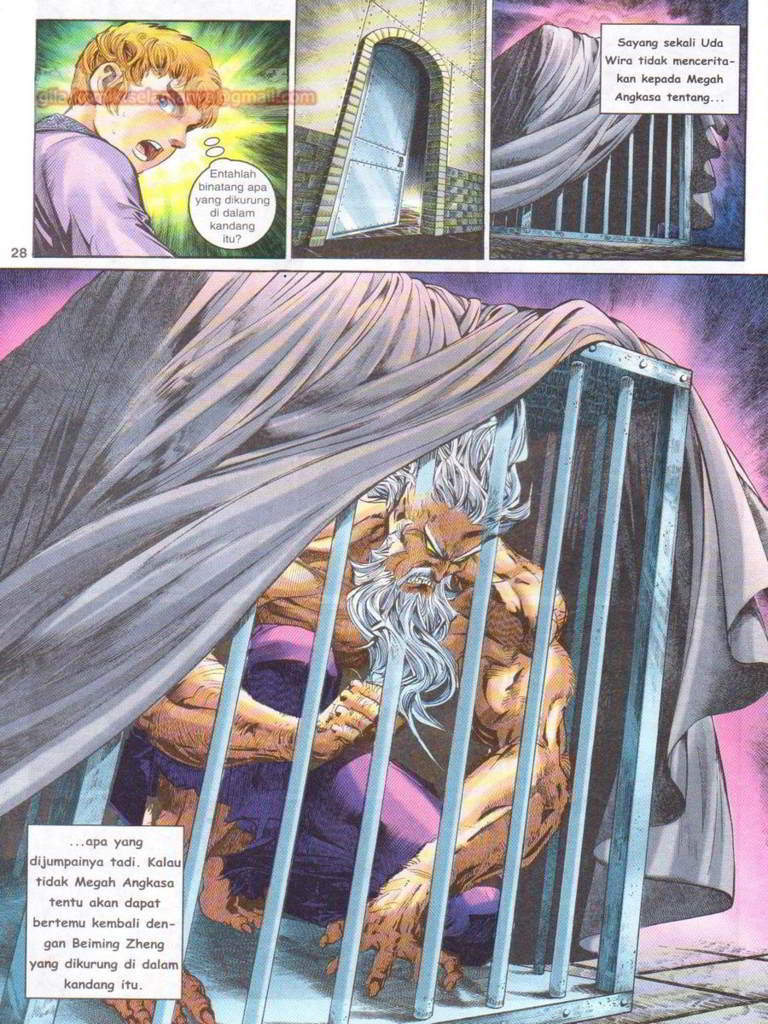 Entahlah
binatang apa
yang dikurung
di dalam
kandang
itu?
Sayang sekali Uda
Wira tidak mencerita-
kan kepada Megah
Angkasa tentang...
28
...apa yang
dijumpainya tadi. Kalau
tidak Megah Angkasa
tentu akan dapat
bertemu kembali den-
gan Beiming Zheng
yang dikurung di dalam
kandang itu.